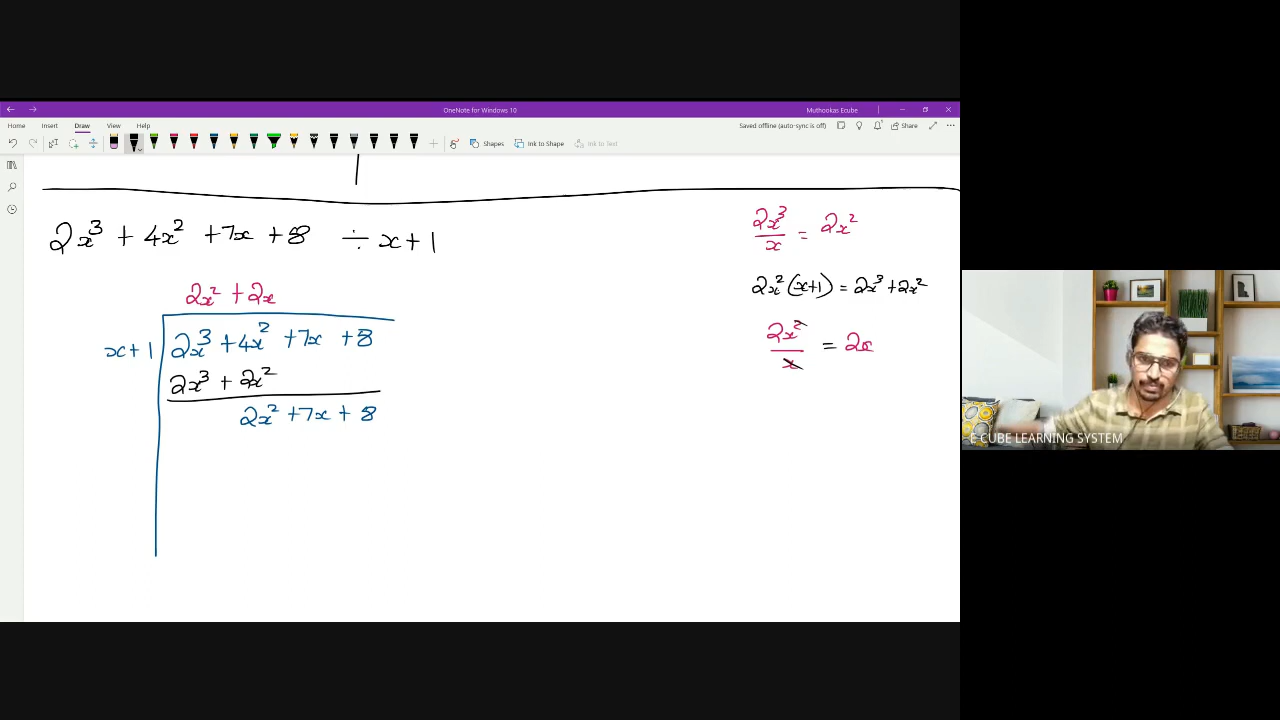 OneNote for Windows 10
Muthookas Ecube
Home Insert Draw View Help
Saved offline (auto-sync is off) Share
Shapes Ink to Shape Ink to Text
2x³ + 4x² + 7x + 8 ÷ x + 1
2x² + 2x
x + 1
2x³ + 4x² + 7x + 8
2x³ + 2x²
2x² + 7x + 8
2x³/x = 2x²
2x²(x+1) = 2x³ + 2x²
2x²/x = 2x
E CUBE LEARNING SYSTEM